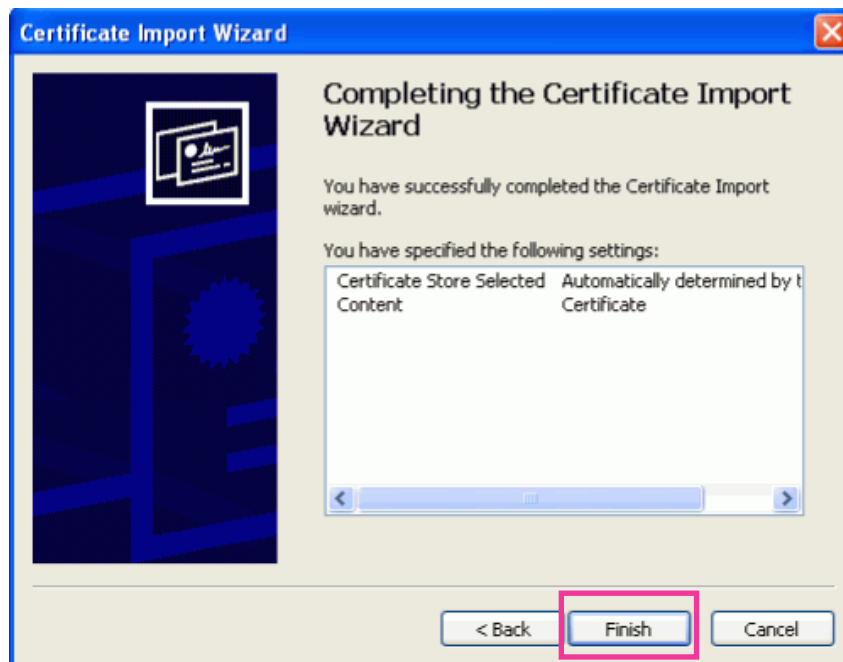 Certificate Import Wizard
Completing the Certificate Import
Wizard
You have successfully completed the Certificate Import
wizard.
You have specified the following settings:
Certificate Store Selected Automatically determined by t
Content Certificate
< Back Finish Cancel